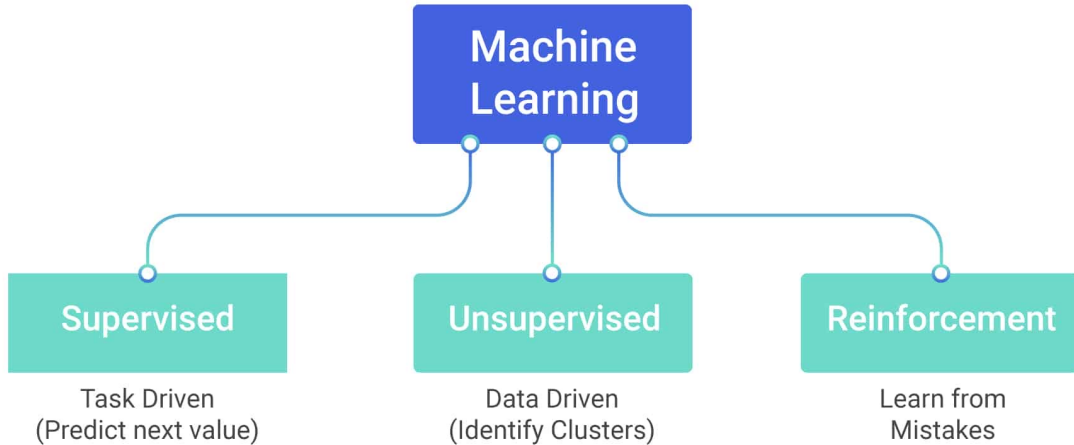 Machine
Learning
Supervised
Unsupervised
Reinforcement
Task Driven
(Predict next value)
Data Driven
(Identify Clusters)
Learn from
Mistakes